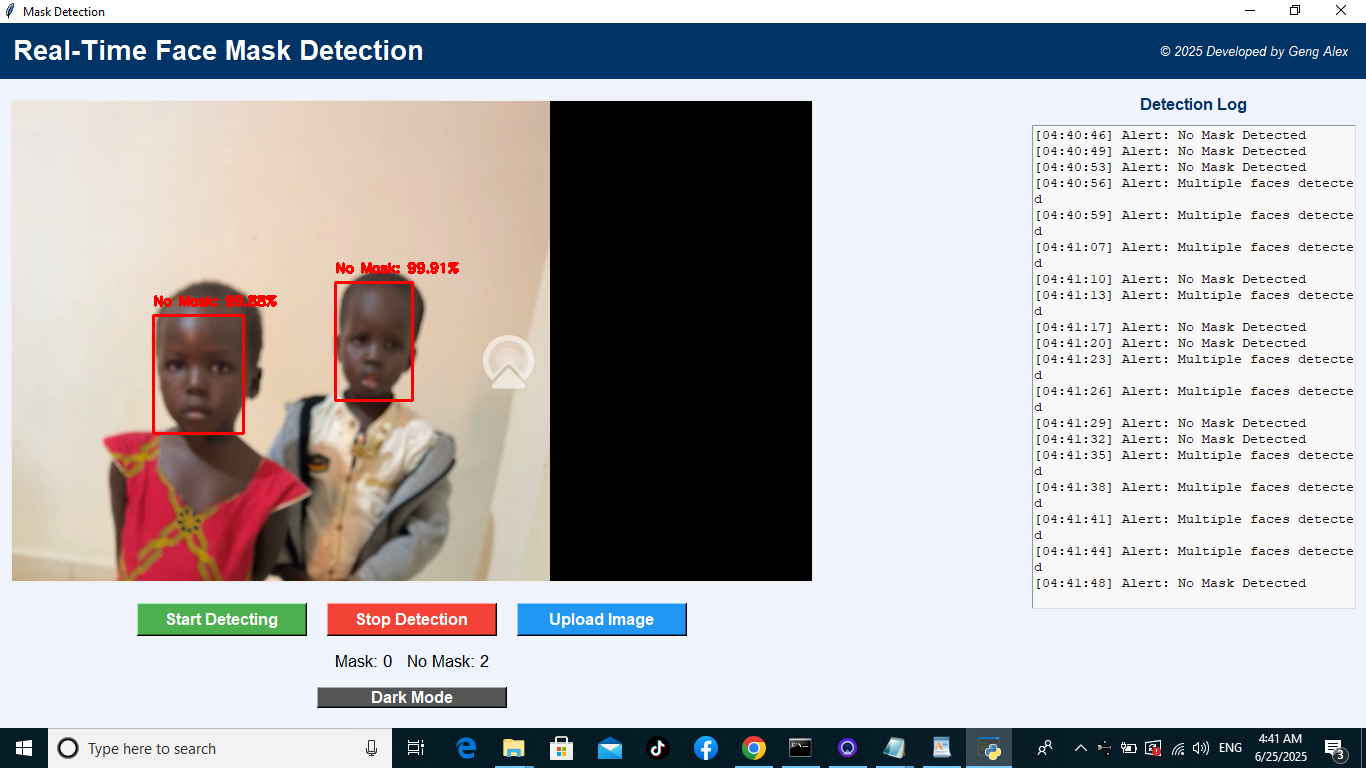 Mask Detection
Real-Time Face Mask Detection
© 2025 Developed by Geng Alex
No Mask: 99.91%
No Mask:
Detection Log
[04:40:46] Alert: No Mask Detected
[04:40:49] Alert: No Mask Detected
[04:40:53] Alert: No Mask Detected
[04:40:56] Alert: Multiple faces detecte
d
[04:40:59] Alert: Multiple faces detecte
d
[04:41:07] Alert: Multiple faces detecte
d
[04:41:10] Alert: No Mask Detected
[04:41:13] Alert: Multiple faces detecte
d
[04:41:17] Alert: No Mask Detected
[04:41:20] Alert: No Mask Detected
[04:41:23] Alert: Multiple faces detecte
d
[04:41:26] Alert: Multiple faces detecte
d
[04:41:29] Alert: No Mask Detected
[04:41:32] Alert: No Mask Detected
[04:41:35] Alert: Multiple faces detecte
d
[04:41:38] Alert: Multiple faces detecte
d
[04:41:41] Alert: Multiple faces detecte
d
[04:41:44] Alert: Multiple faces detecte
d
[04:41:48] Alert: No Mask Detected
Start Detecting
Stop Detection
Upload Image
Mask: 0 No Mask: 2
Dark Mode
Type here to search
ENG
4:41 AM
6/25/2025
3